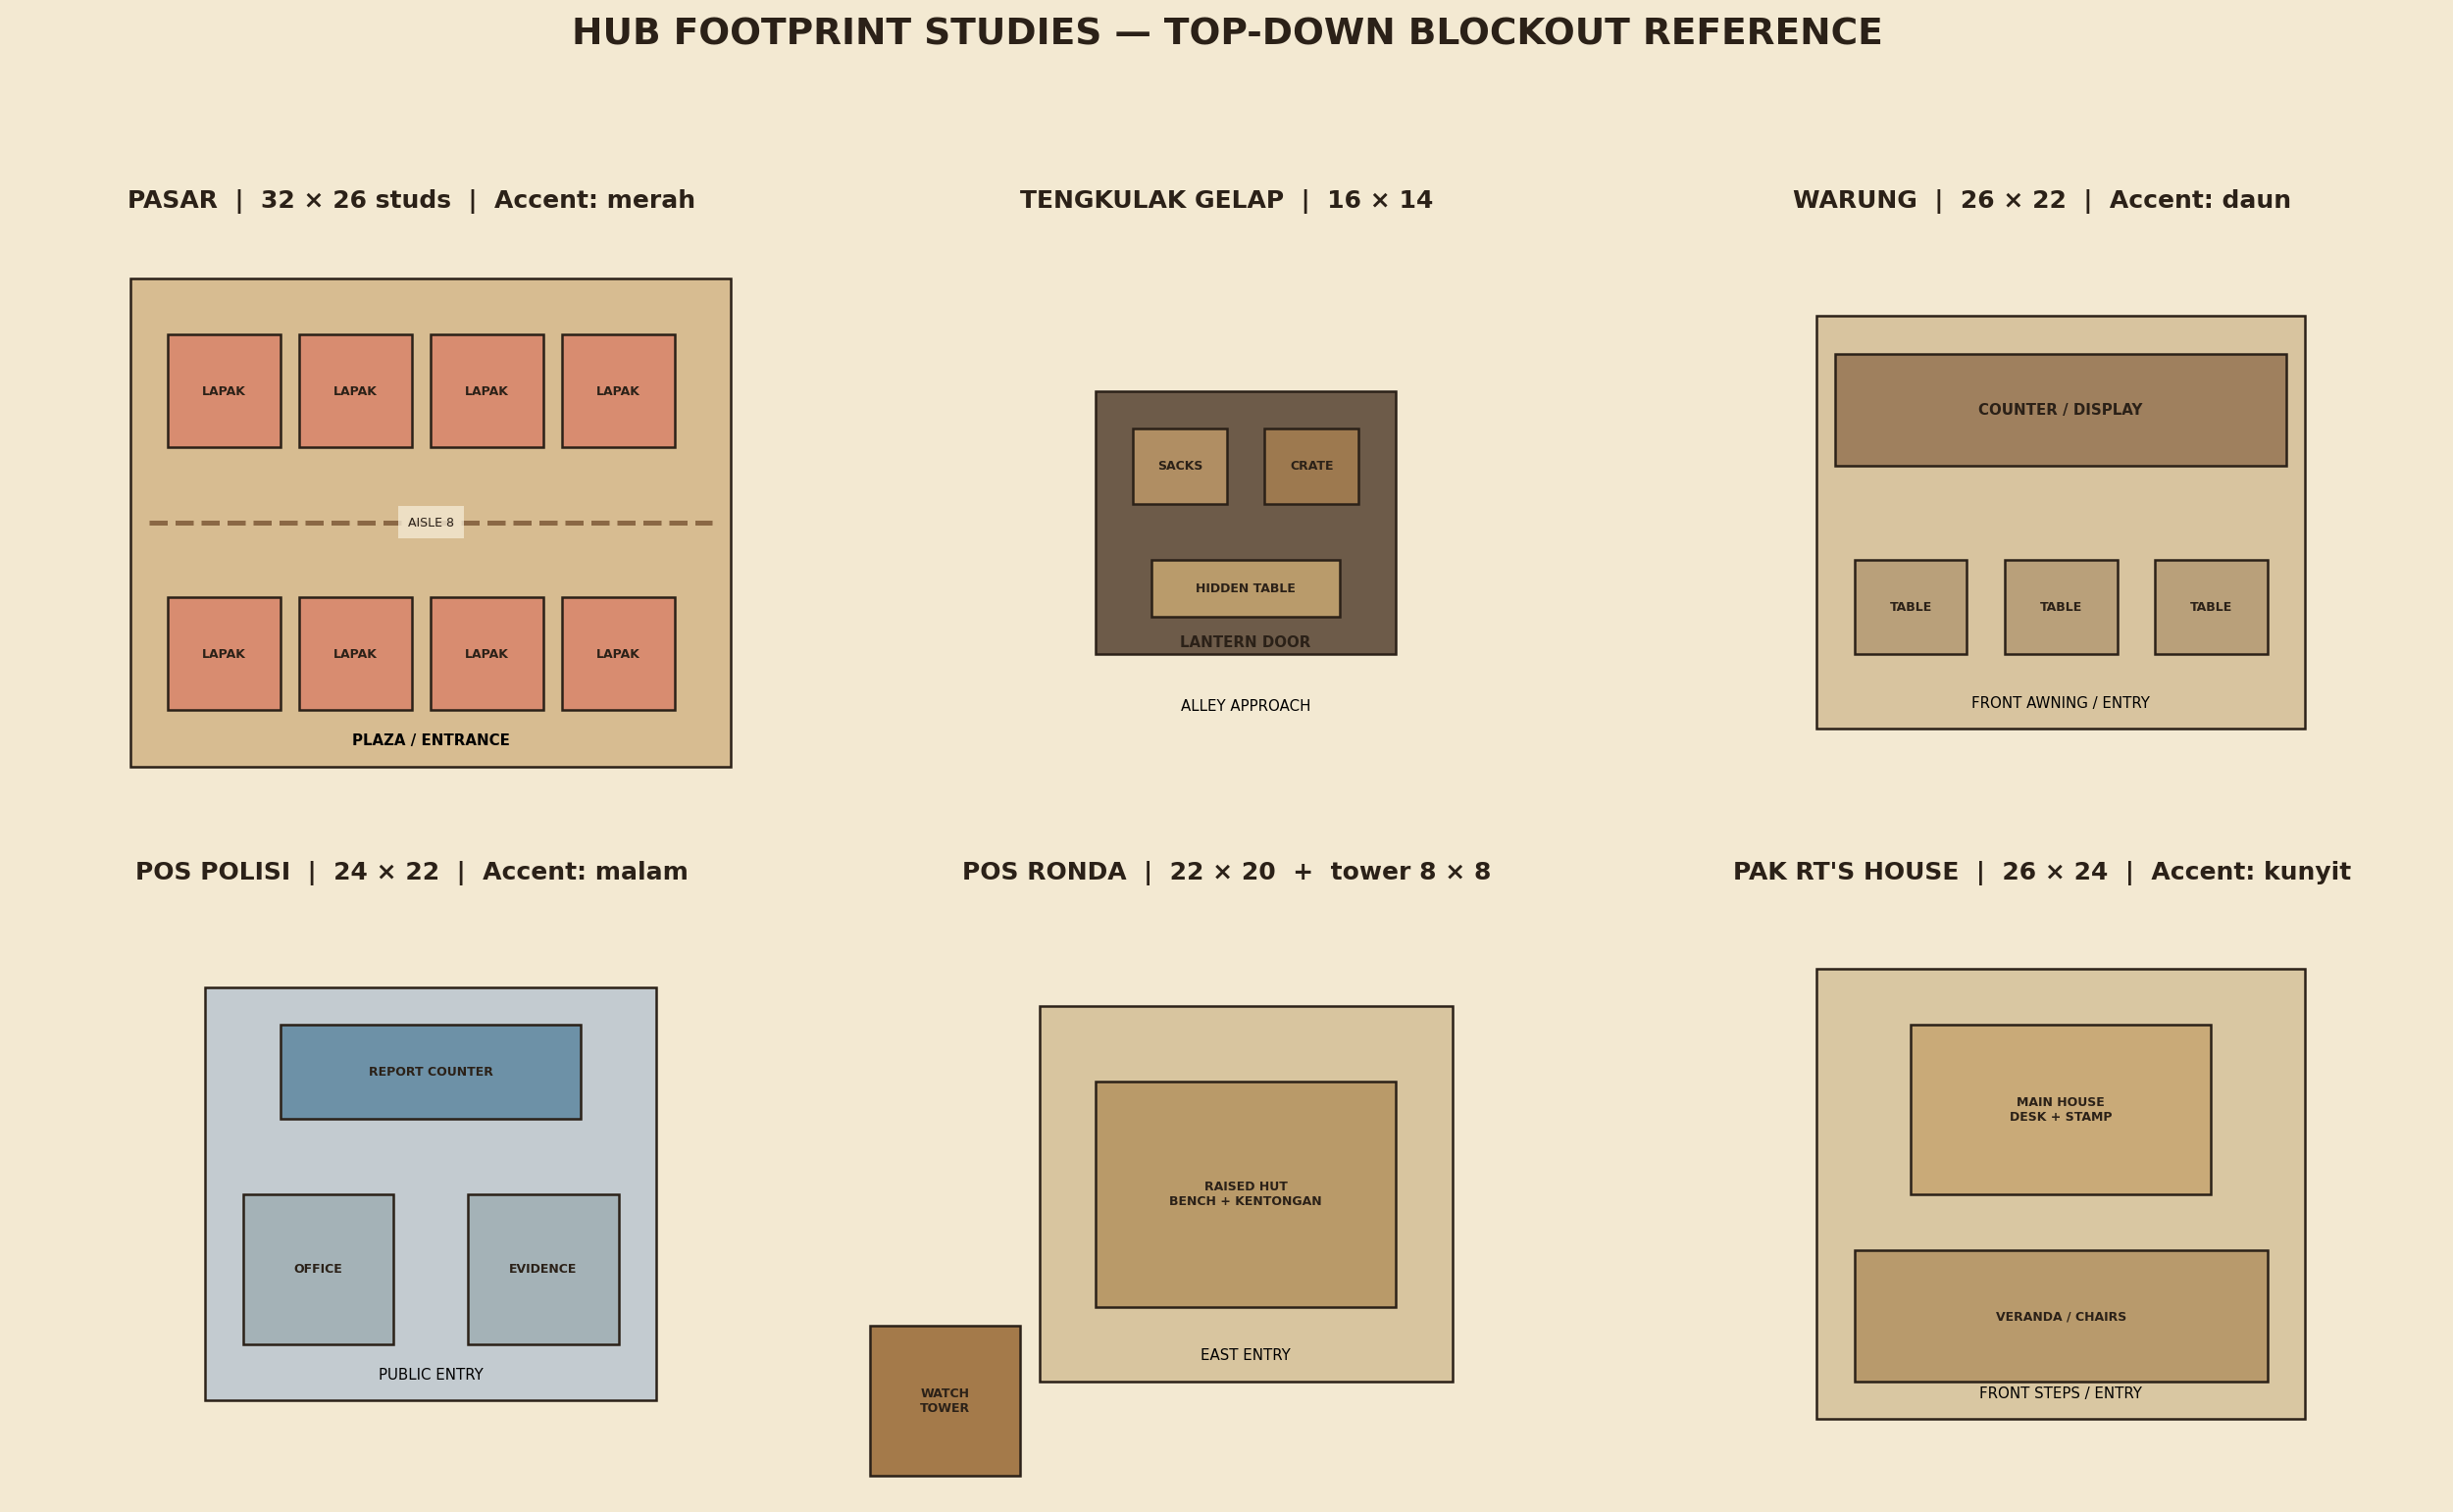 HUB FOOTPRINT STUDIES — TOP-DOWN BLOCKOUT REFERENCE
PASAR | 32 × 26 studs | Accent: merah
LAPAK LAPAK LAPAK LAPAK
AISLE 8
LAPAK LAPAK LAPAK LAPAK
PLAZA / ENTRANCE
TENGKULAK GELAP | 16 × 14
SACKS CRATE
HIDDEN TABLE
LANTERN DOOR
ALLEY APPROACH
WARUNG | 26 × 22 | Accent: daun
COUNTER / DISPLAY
TABLE TABLE TABLE
FRONT AWNING / ENTRY
POS POLISI | 24 × 22 | Accent: malam
REPORT COUNTER
OFFICE EVIDENCE
PUBLIC ENTRY
POS RONDA | 22 × 20 + tower 8 × 8
RAISED HUT
BENCH + KENTONGAN
EAST ENTRY
WATCH
TOWER
PAK RT'S HOUSE | 26 × 24 | Accent: kunyit
MAIN HOUSE
DESK + STAMP
VERANDA / CHAIRS
FRONT STEPS / ENTRY